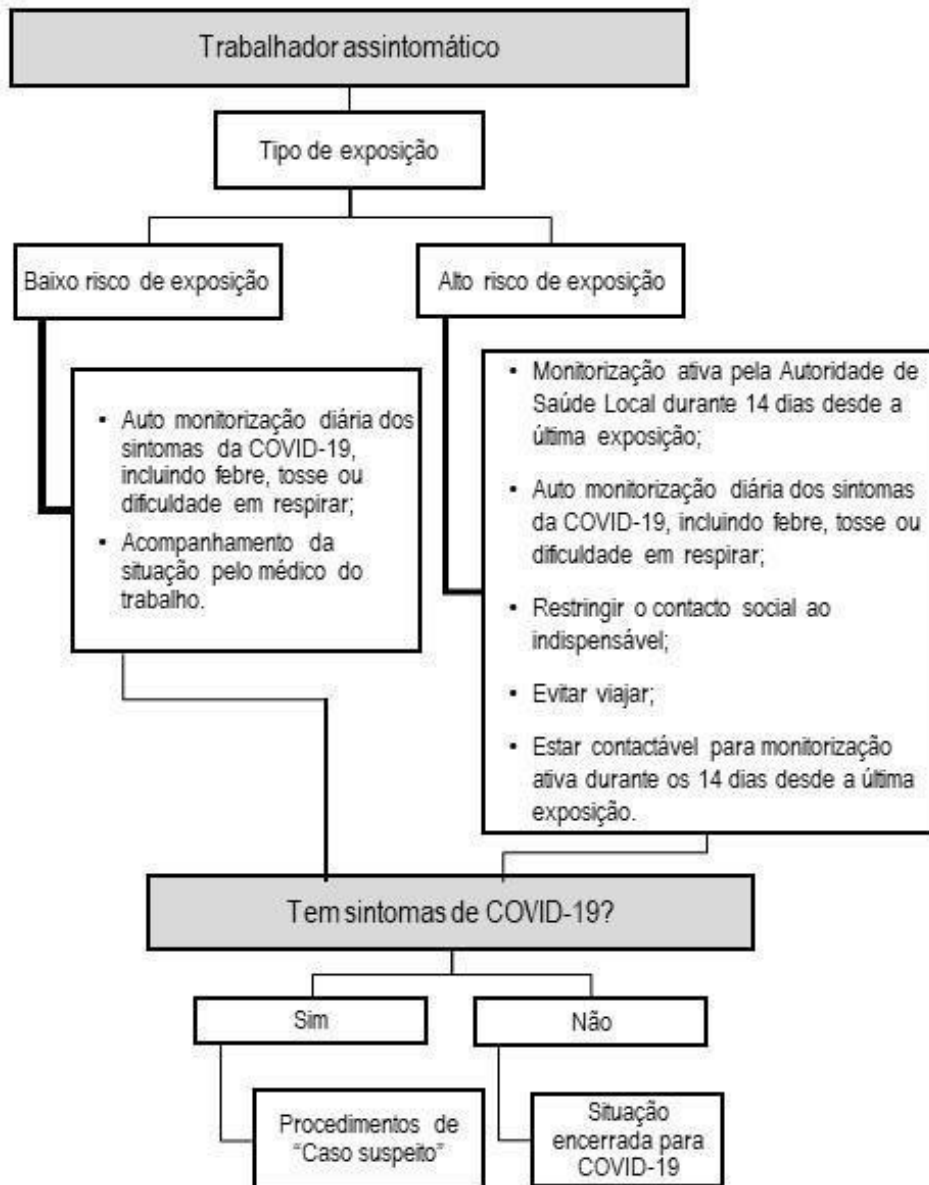 Trabalhador assintomático
Tipo de exposição
Baixo risco de exposição
Alto risco de exposição
• Auto monitorização diária dos
sintomas da COVID-19,
incluindo febre, tosse ou
dificuldade em respirar;
• Acompanhamento da
situação pelo médico do
trabalho.
• Monitorização ativa pela Autoridade de
Saúde Local durante 14 dias desde a
última exposição;
• Auto monitorização diária dos sintomas
da COVID-19, incluindo febre, tosse ou
dificuldade em respirar;
• Restringir o contacto social ao
indispensável;
• Evitar viajar;
• Estar contactável para monitorização
ativa durante os 14 dias desde a última
exposição.
Tem sintomas de COVID-19?
Sim
Não
Procedimentos de
“Caso suspeito”
Situação
encerrada para
COVID-19